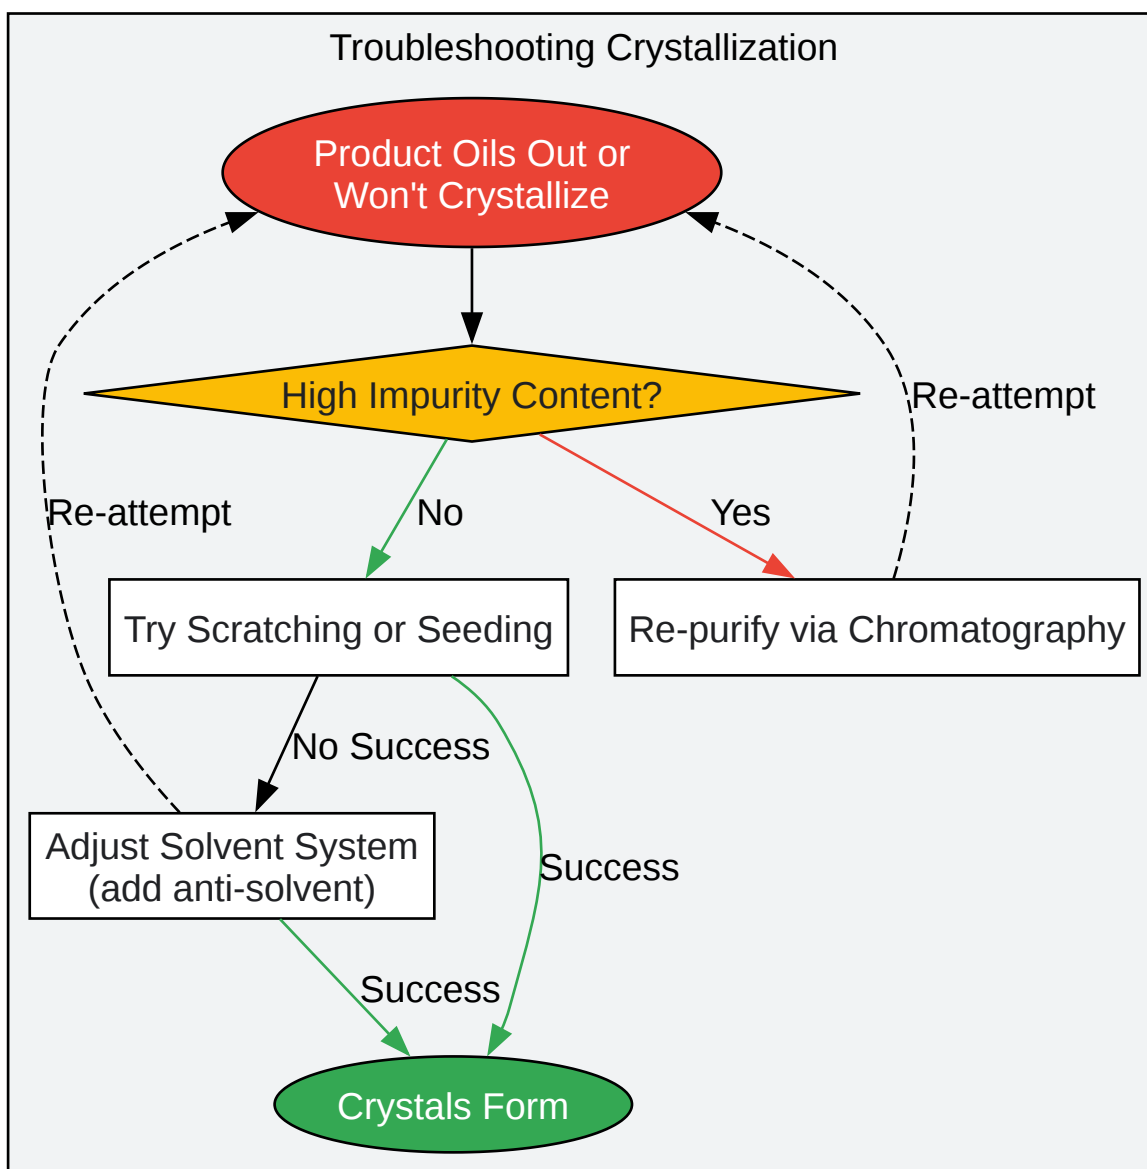 Troubleshooting Crystallization
Product Oils Out or
Won't Crystallize
High Impurity Content?
Re-attempt
Re-attempt
No
Yes
Try Scratching or Seeding
Re-purify via Chromatography
No Success
Adjust Solvent System
(add anti-solvent)
Success
Success
Crystals Form